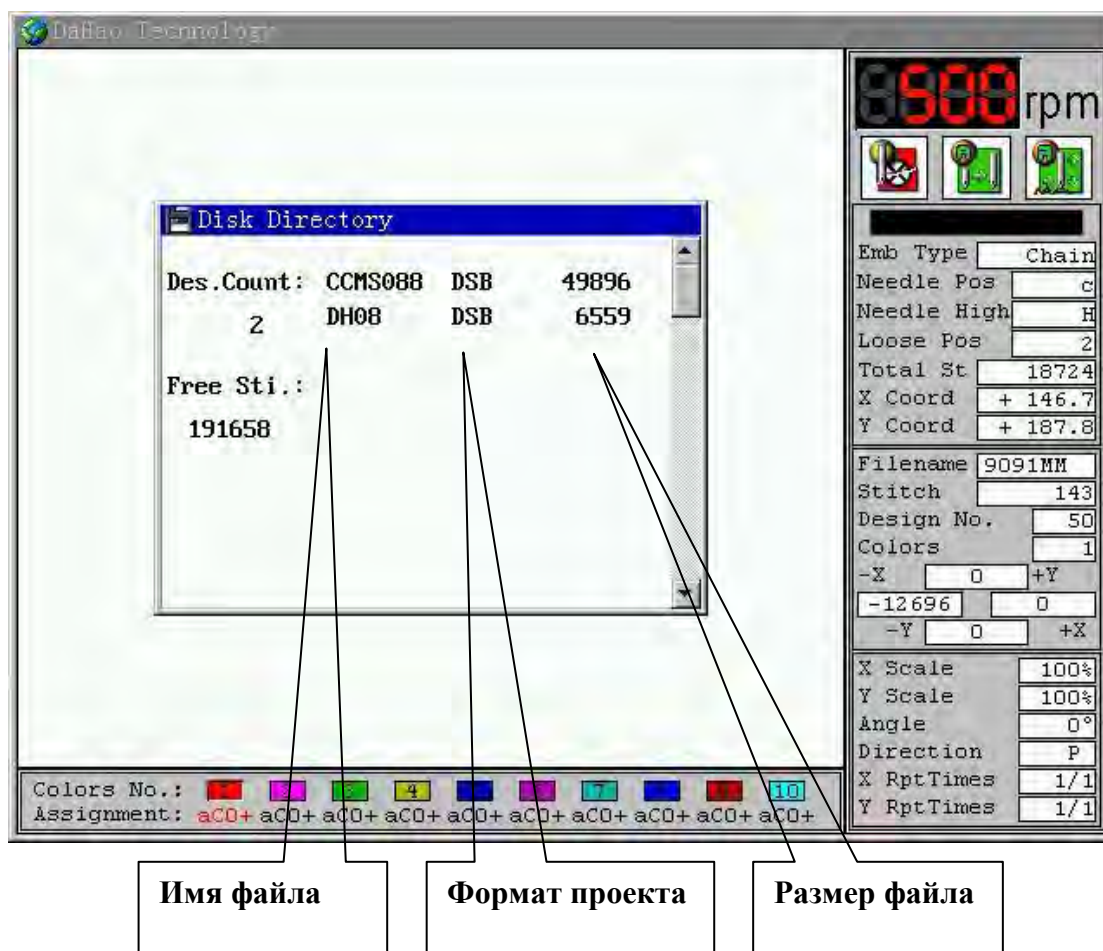 DaHao Technology
500 rpm
Disk Directory
Des.Count: CCMS088 DSB 49896
2 DH08 DSB 6559
Free Sti.:
191658
Emb Type Chain
Needle Pos c
Needle High H
Loose Pos 2
Total St 18724
X Coord + 146.7
Y Coord + 187.8
Filename 9091MM
Stitch 143
Design No. 50
Colors 1
-X 0 +Y
-12696 0
-Y 0 +X
X Scale 100%
Y Scale 100%
Angle 0°
Direction P
X RptTimes 1/1
Y RptTimes 1/1
Colors No.: 4 7 10
Assignment: aC0+ aC0+ aC0+ aC0+ aC0+ aC0+ aC0+ aC0+ aC0+ aC0+
Имя файла
Формат проекта
Размер файла